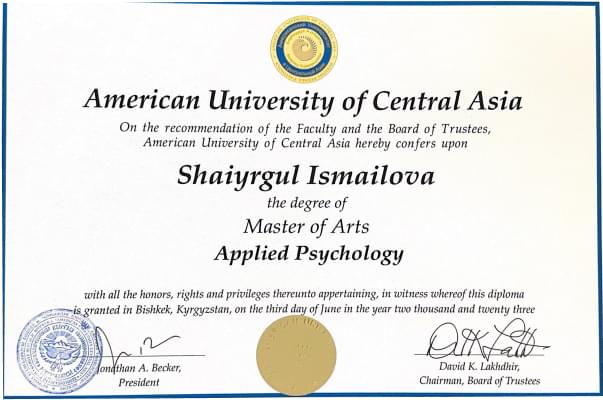 American University of Central Asia
On the recommendation of the Faculty and the Board of Trustees,
American University of Central Asia hereby confers upon
Shaiyrgul Ismailova
the degree of
Master of Arts
Applied Psychology
with all the honors, rights and privileges thereunto appertaining, in witness whereof this diploma
is granted in Bishkek, Kyrgyzstan, on the third day of June in the year two thousand and twenty three
Jonathan A. Becker,
President
David K. Lakhdhir,
Chairman, Board of Trustees